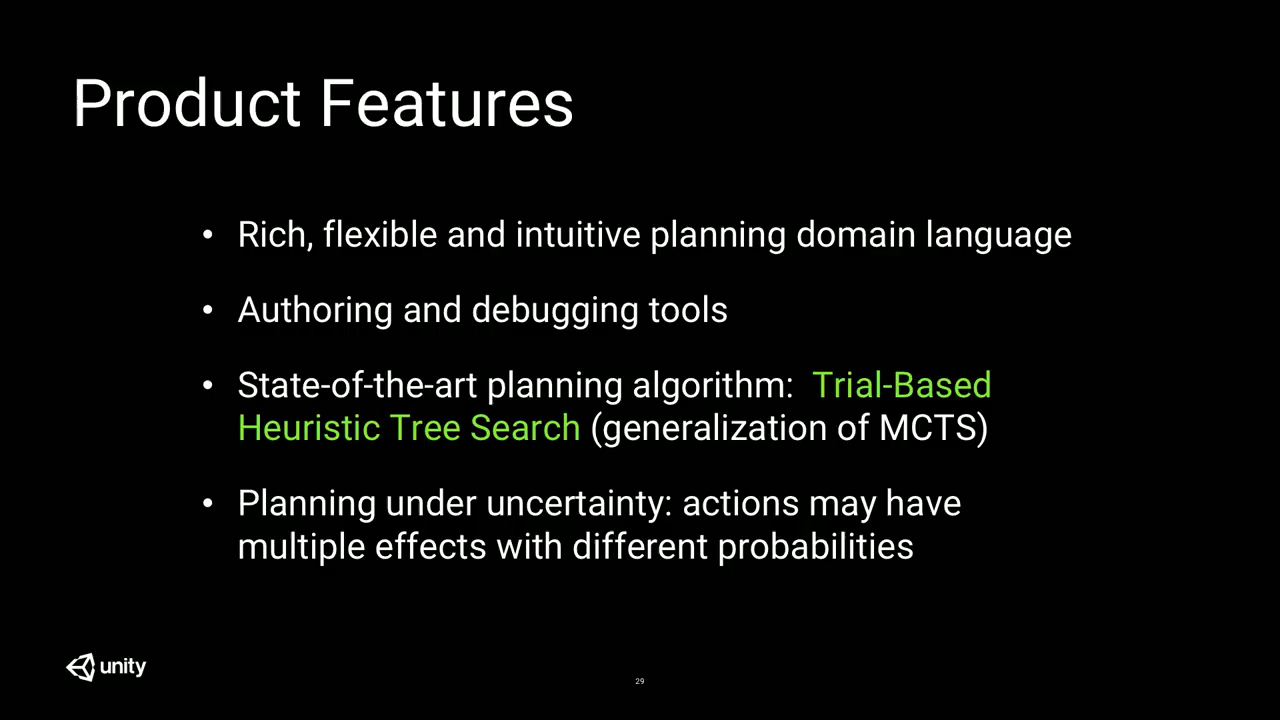 Product Features
• Rich, flexible and intuitive planning domain language
• Authoring and debugging tools
• State-of-the-art planning algorithm:  Trial-Based
Heuristic Tree Search (generalization of MCTS)
• Planning under uncertainty: actions may have
multiple effects with different probabilities
unity
29